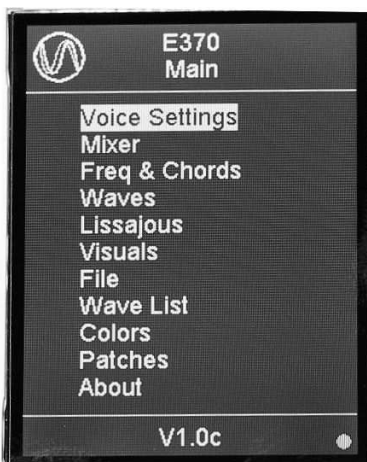 E370
Main
Voice Settings
Mixer
Freq & Chords
Waves
Lissajous
Visuals
File
Wave List
Colors
Patches
About
V1.0c